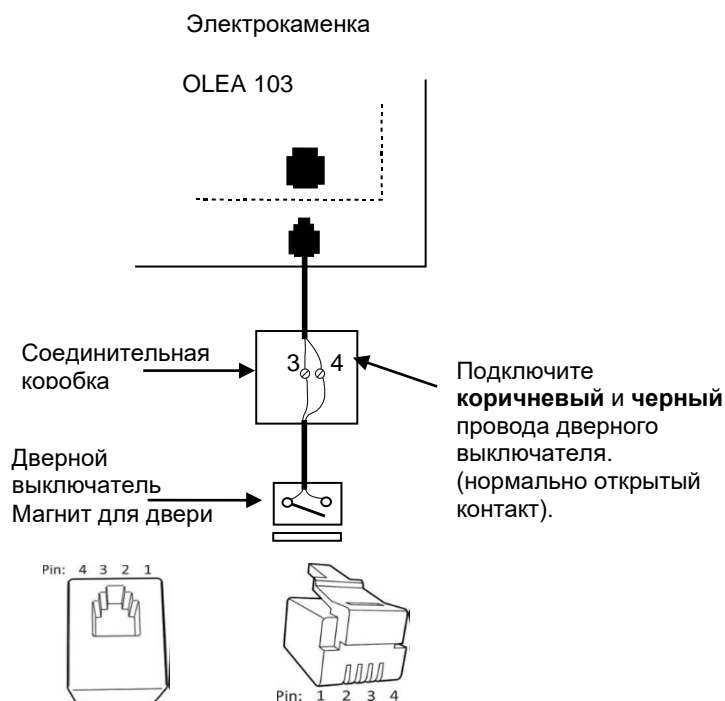 Электрокаменка
OLEA 103
Соединительная
коробка
3 4
Подключите
коричневый и черный
провода дверного
выключателя.
(нормально открытый
контакт).
Дверной
выключатель
Магнит для двери
Pin: 4 3 2 1
Pin: 1 2 3 4